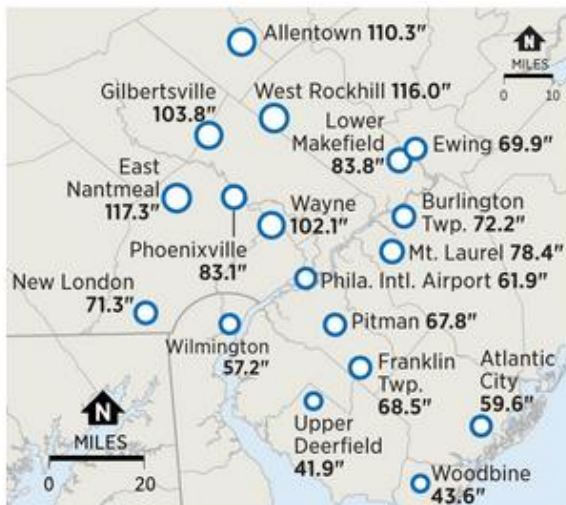 Allentown 110.3"
N
MILES
0 10
West Rockhill 116.0"
Gilbertsville
103.8"
Lower
Makefield
83.8"
Ewing 69.9"
East
Nantmeal
117.3"
Phoenixville
83.1"
Wayne
102.1"
Burlington
Twp. 72.2"
Mt. Laurel 78.4"
Phila. Intl. Airport 61.9"
New London
71.3"
Wilmington
57.2"
Pitman 67.8"
Franklin
Twp.
68.5"
Atlantic
City
59.6"
Upper
Deerfield
41.9"
Woodbine
43.6"
N
MILES
0 20